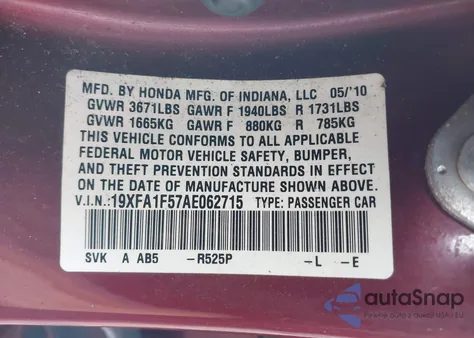 MFD. BY HONDA MFG. OF INDIANA, LLC 05/'10
GVWR 3671LBS GAWR F 1940LBS R 1731LBS
GVWR 1665KG GAWR F 880KG R 785KG
THIS VEHICLE CONFORMS TO ALL APPLICABLE
FEDERAL MOTOR VEHICLE SAFETY, BUMPER,
AND THEFT PREVENTION STANDARDS IN EFFECT
ON THE DATE OF MANUFACTURE SHOWN ABOVE.
V.I.N.:19XFA1F57AE062715 TYPE: PASSENGER CAR
SVK A AB5 -R525P -L -E
autoSnap